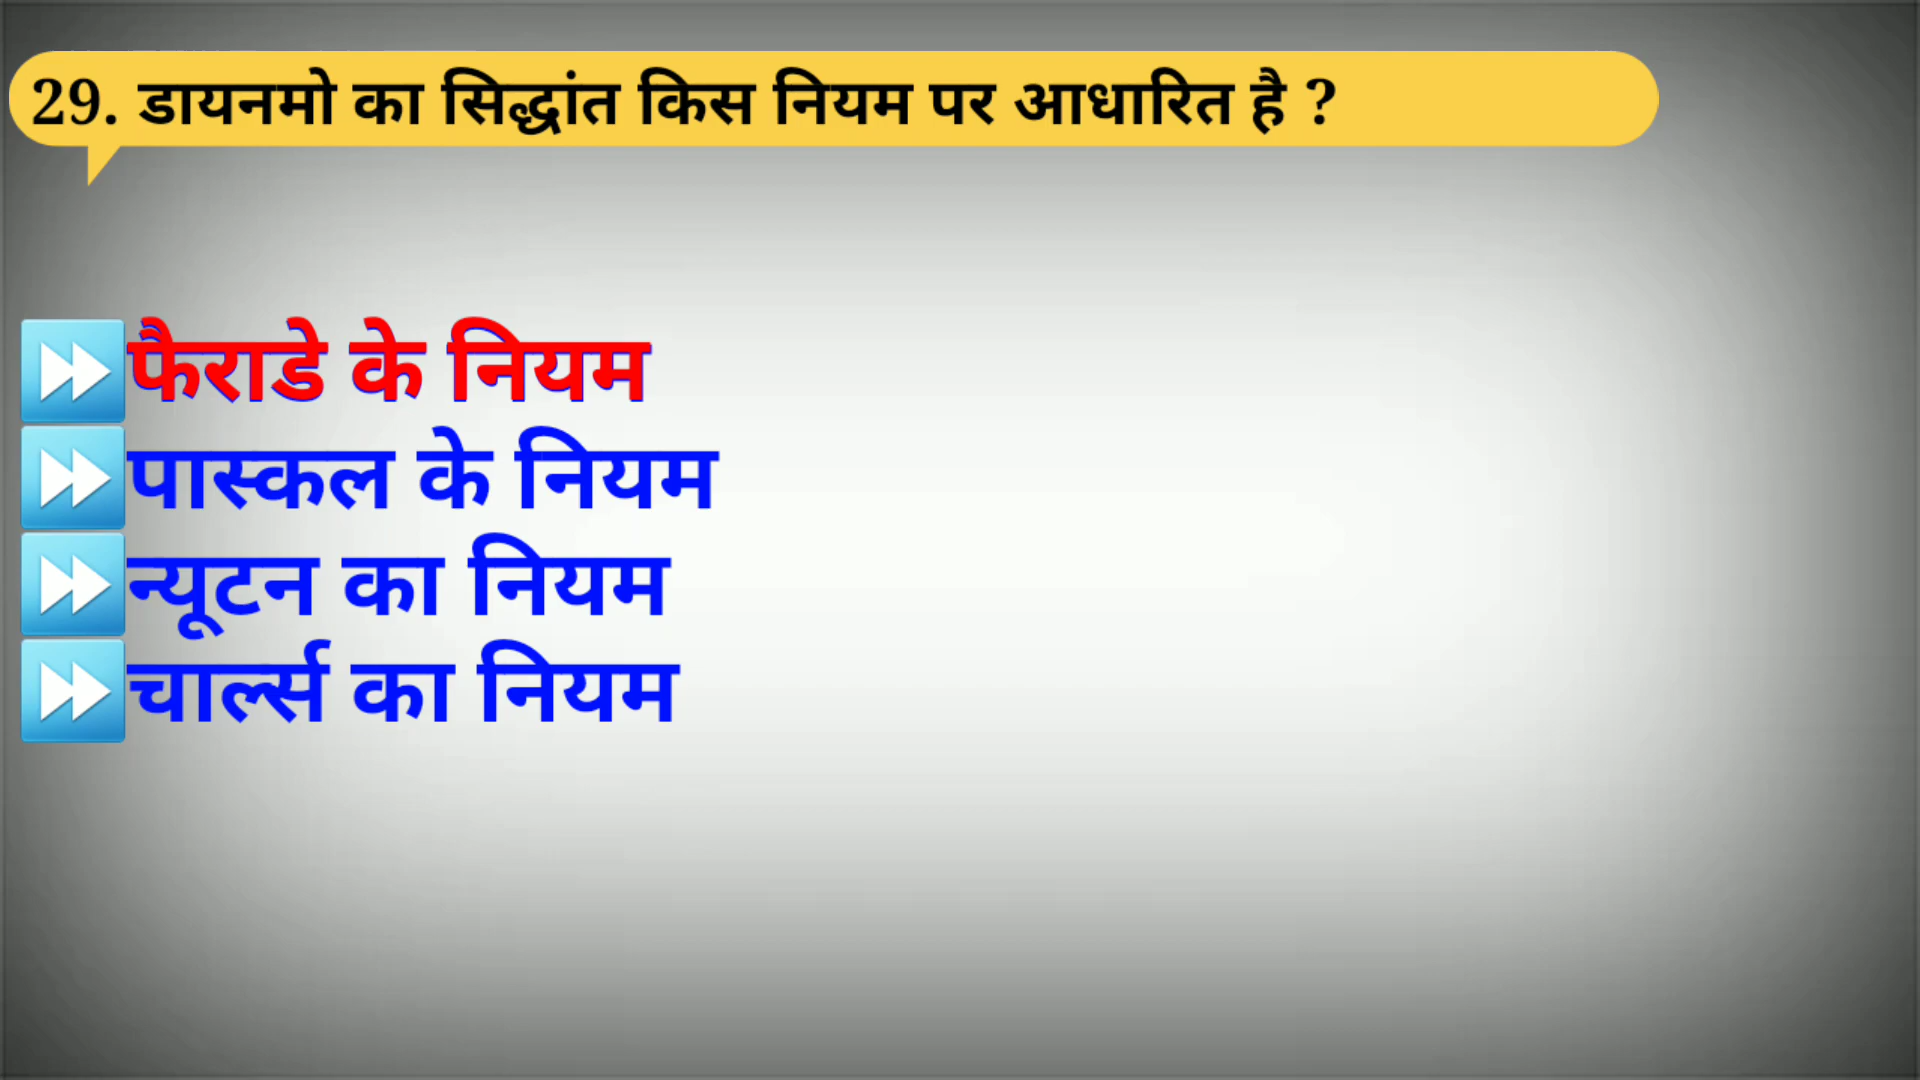 29. डायनमो का सिद्धांत किस नियम पर आधारित है ?
फैराडे के नियम
पास्कल के नियम
न्यूटन का नियम
चार्ल्स का नियम